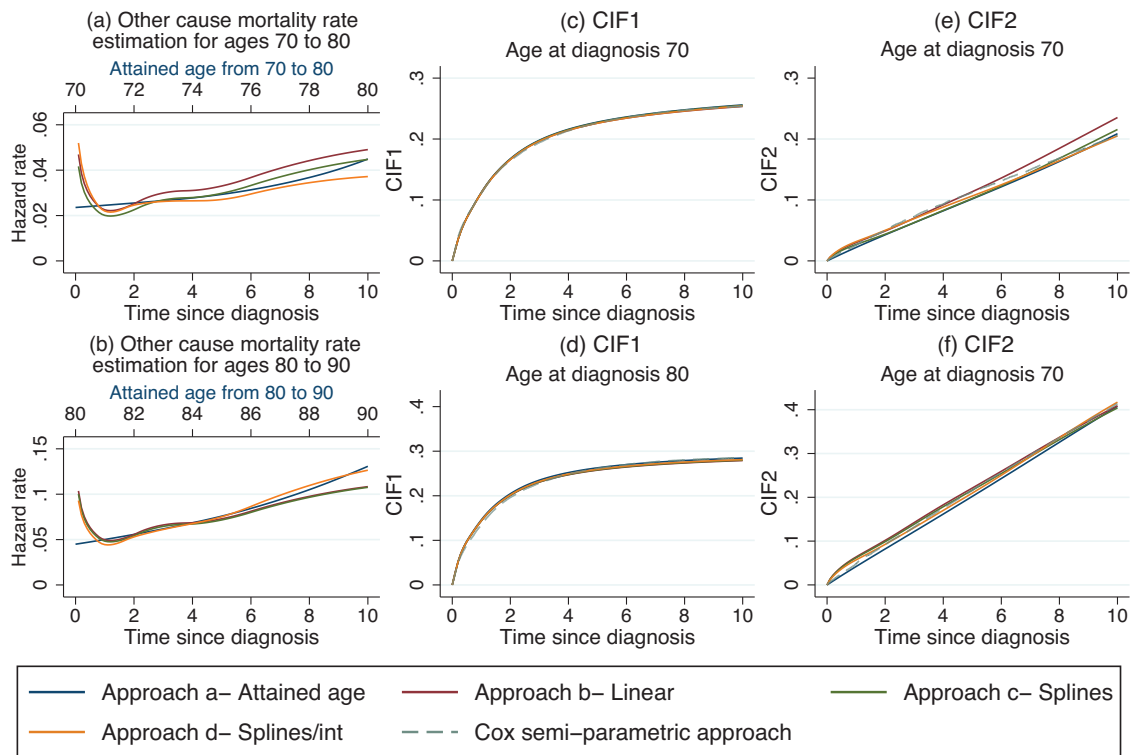 (a) Other cause mortality rate
estimation for ages 70 to 80
Attained age from 70 to 80
70 72 74 76 78 80
Hazard rate
.06
.04
.02
0
0 2 4 6 8 10
Time since diagnosis
(c) CIF1
Age at diagnosis 70
CIF1
.3
.2
.1
0
0 2 4 6 8 10
Time since diagnosis
(e) CIF2
Age at diagnosis 70
CIF2
.3
.2
.1
0
0 2 4 6 8 10
Time since diagnosis
(b) Other cause mortality rate
estimation for ages 80 to 90
Attained age from 80 to 90
80 82 84 86 88 90
Hazard rate
.15
.1
.05
0
0 2 4 6 8 10
Time since diagnosis
(d) CIF1
Age at diagnosis 80
CIF1
.4
.3
.2
.1
0
0 2 4 6 8 10
Time since diagnosis
(f) CIF2
Age at diagnosis 70
CIF2
.4
.3
.2
.1
0
0 2 4 6 8 10
Time since diagnosis
Approach a– Attained age
Approach b– Linear
Approach c– Splines
Approach d– Splines/int
Cox semi–parametric approach